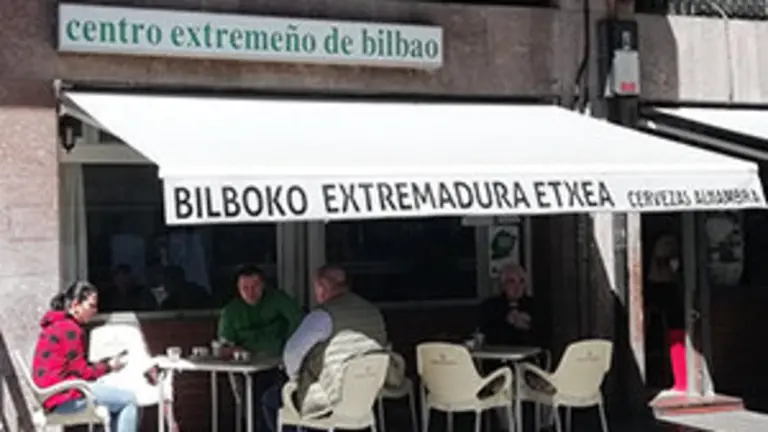 centro extremeño de bilbao
BILBOKO EXTREMADURA ETXEA CERVEZAS ALHAMBRA